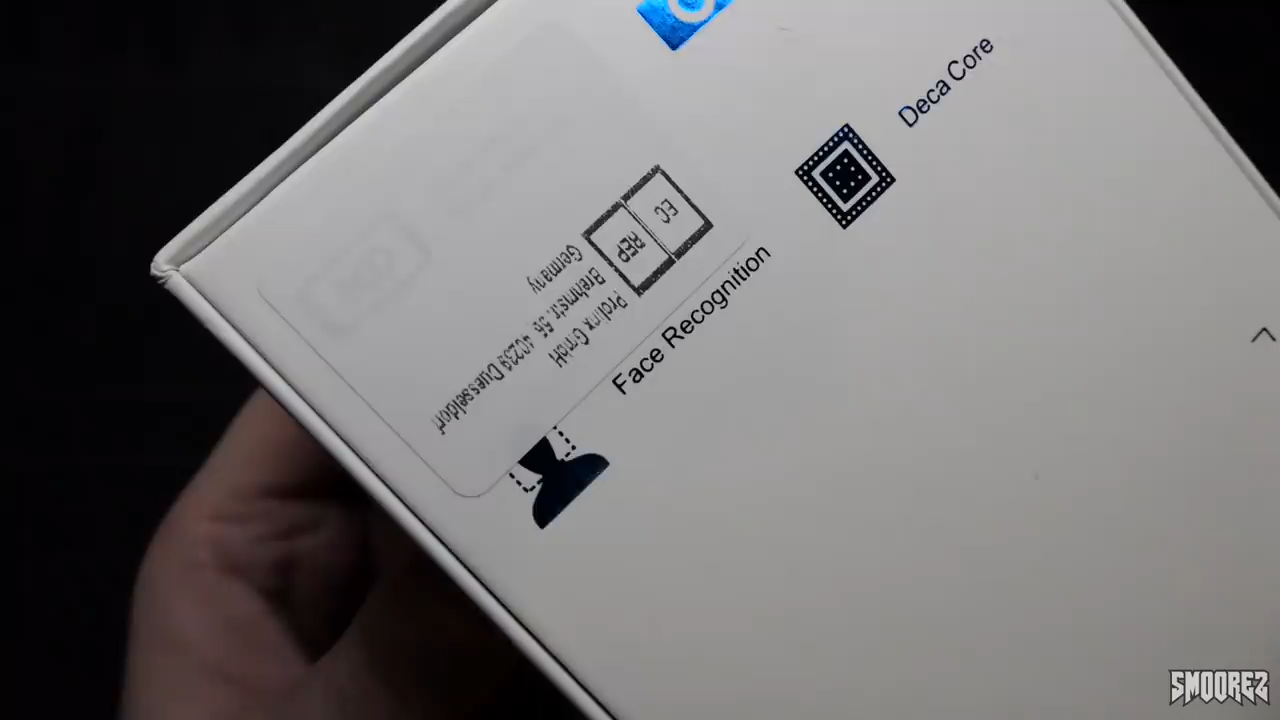 Deca Core
Face Recognition
EC
REP
Prolinx GmbH
Brehmstr. 56 40239 Duesseldorf
Germany
SMOOREZ